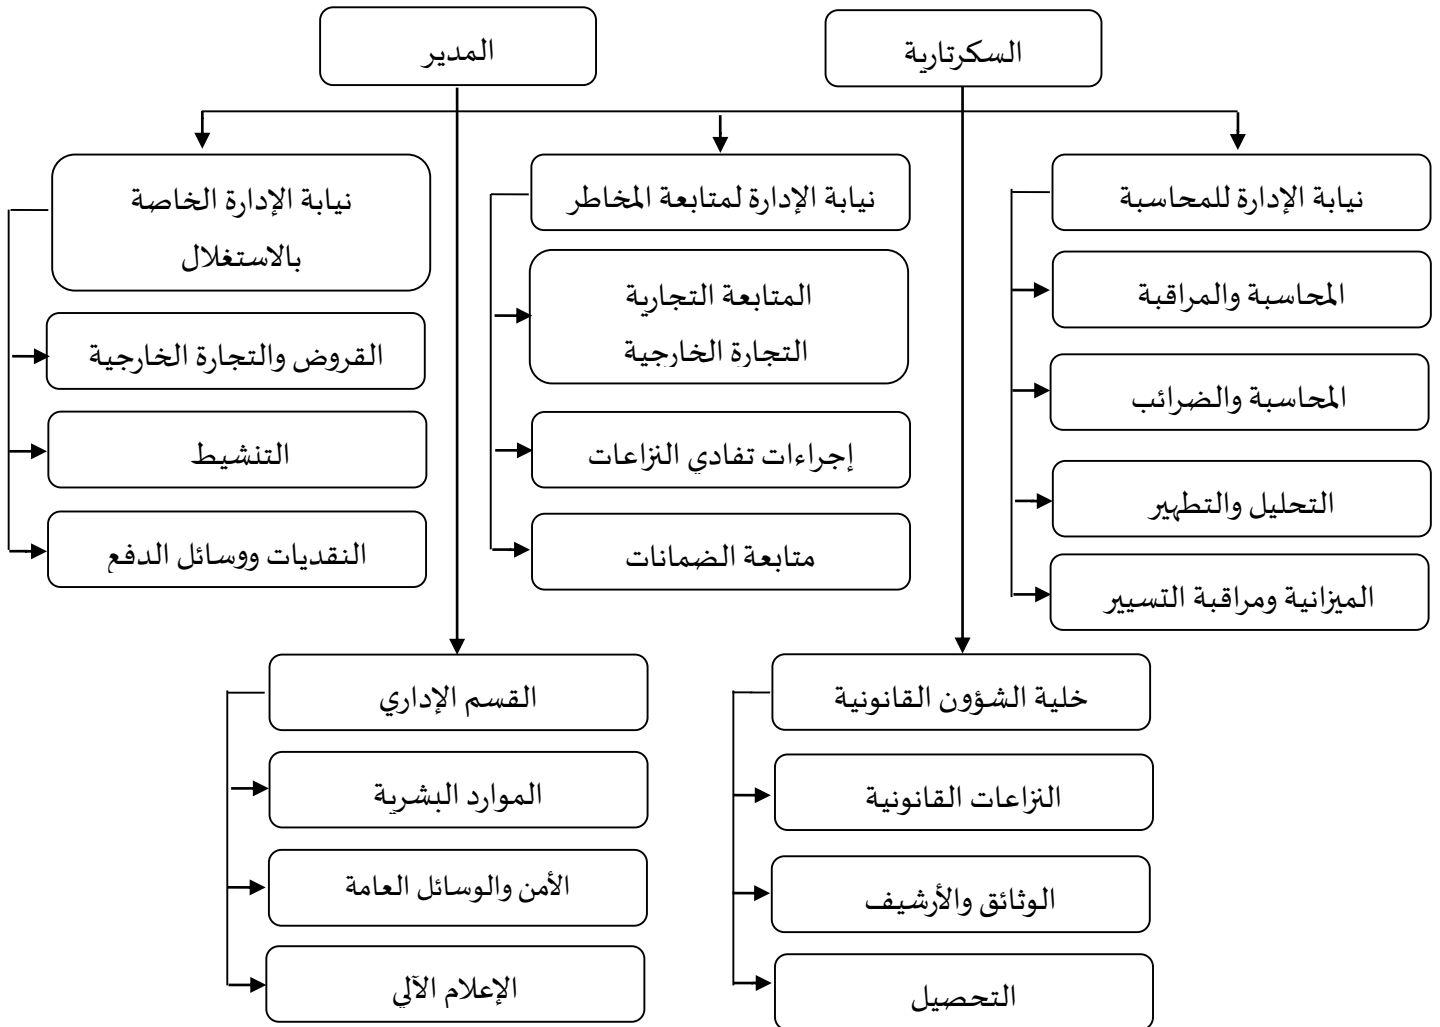 السكرتارية
المدير
نيابة الإدارة للمحاسبة
المحاسبة والمراقبة
المحاسبة والضرائب
التحليل والتطهير
الميزانية ومراقبة التسيير
نيابة الإدارة لمتابعة المخاطر
المتابعة التجارية
التجارة الخارجية
إجراءات تفادي النزاعات
متابعة الضمانات
نيابة الإدارة الخاصة
بالاستغلال
القروض والتجارة الخارجية
التنشيط
النقديات ووسائل الدفع
خلية الشؤون القانونية
النزاعات القانونية
الوثائق والأرشيف
التحصيل
القسم الإداري
الموارد البشرية
الأمن والوسائل العامة
الإعلام الآلي